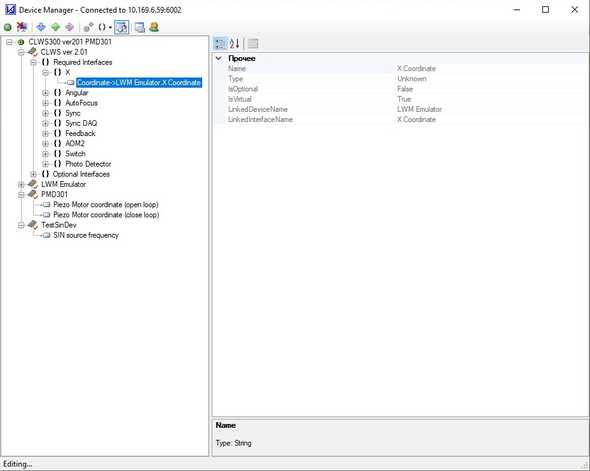 Device Manager - Connected to 10.169.6.59:6002
CLWS300 ver201 PMD301
CLWS ver 2.01
Required Interfaces
X
Coordinate->LWM Emulator.X Coordinate
Angular
AutoFocus
Sync
Sync DAQ
Feedback
AOM2
Switch
Photo Detector
Optional Interfaces
LWM Emulator
PMD301
Piezo Motor coordinate (open loop)
Piezo Motor coordinate (close loop)
TestSinDev
SIN source frequency
Прочее
Name X Coordinate
Type Unknown
IsOptional False
IsVirtual True
LinkedDeviceName LWM Emulator
LinkedInterfaceName X Coordinate
Name
Type: String
Editing...